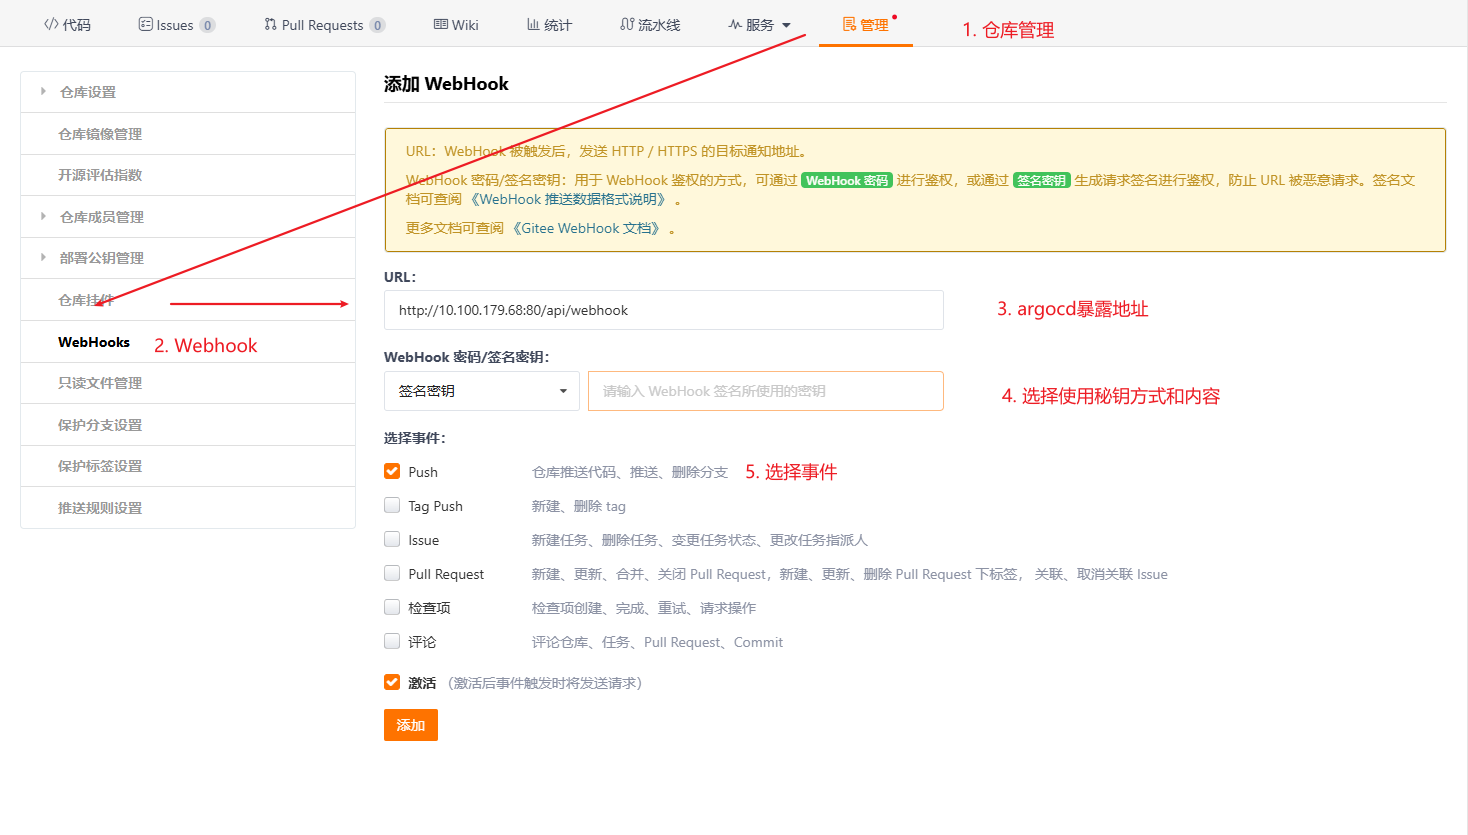 代码
Issues 0
Pull Requests 0
Wiki
统计
流水线
服务
管理
1. 仓库管理
仓库设置
仓库镜像管理
开源评估指数
仓库成员管理
部署公钥管理
仓库挂件
WebHooks
2. Webhook
只读文件管理
保护分支设置
保护标签设置
推送规则设置
添加 WebHook
URL：WebHook 被触发后，发送 HTTP / HTTPS 的目标通知地址。
WebHook 密码/签名密钥：用于 WebHook 鉴权的方式，可通过 WebHook 密码 进行鉴权，或通过 签名密钥 生成请求签名进行鉴权，防止 URL 被恶意请求。签名文
档可查阅 《WebHook 推送数据格式说明》 。
更多文档可查阅 《Gitee WebHook 文档》 。
URL：
http://10.100.179.68:80/api/webhook
3. argocd暴露地址
WebHook 密码/签名密钥：
签名密钥
请输入 WebHook 签名所使用的密钥
4. 选择使用秘钥方式和内容
选择事件：
Push 仓库推送代码、推送、删除分支
5. 选择事件
Tag Push 新建、删除 tag
Issue 新建任务、删除任务、变更任务状态、更改任务指派人
Pull Request 新建、更新、合并、关闭 Pull Request，新建、更新、删除 Pull Request 下标签， 关联、取消关联 Issue
检查项 检查项创建、完成、重试、请求操作
评论 评论仓库、任务、Pull Request、Commit
激活 （激活后事件触发时将发送请求）
添加